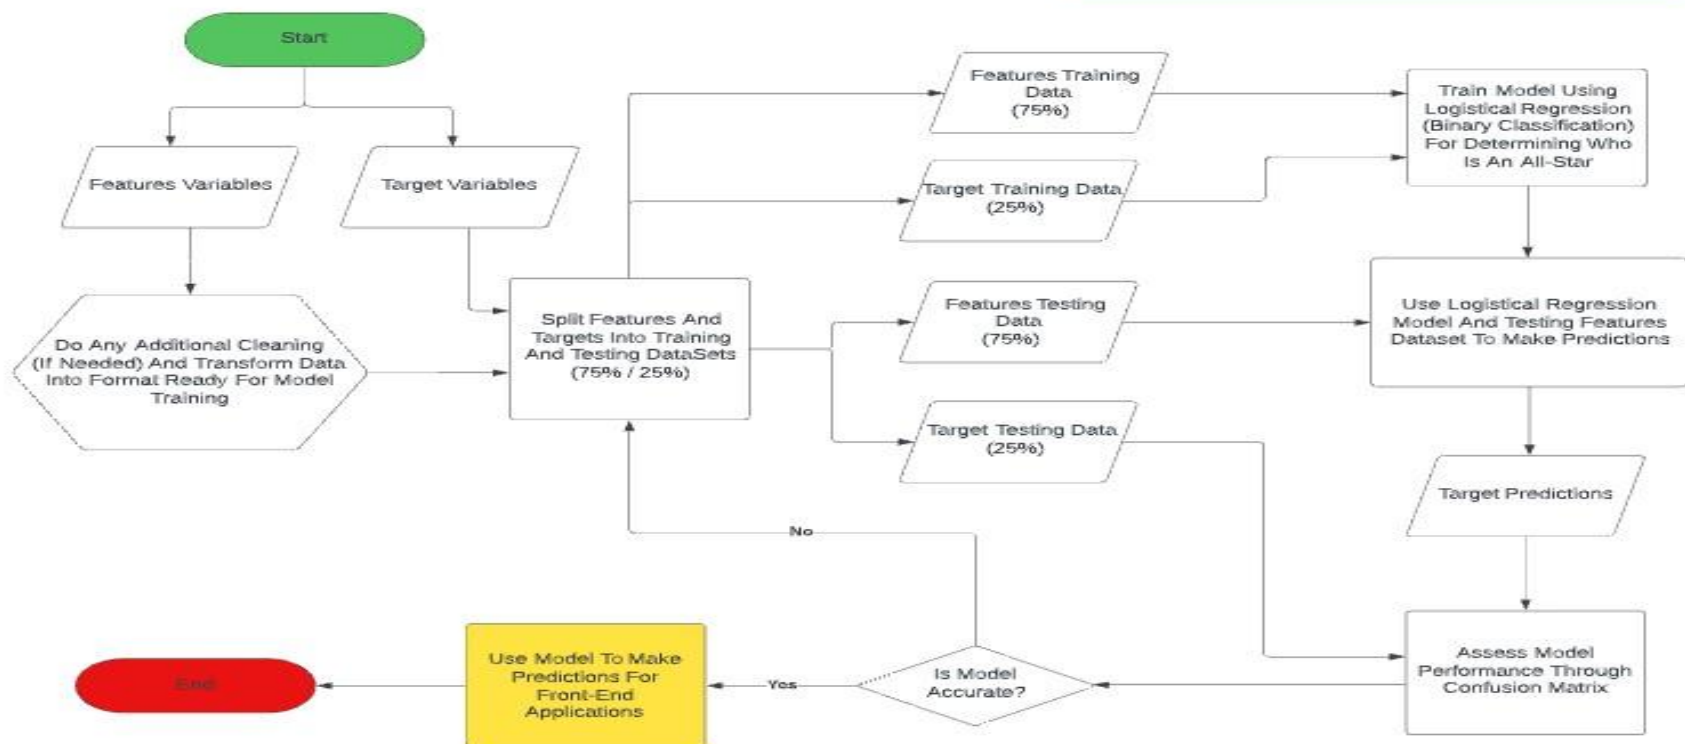 Start
Features Variables
Target Variables
Do Any Additional Cleaning
(If Needed) And Transform Data
Into Format Ready For Model
Training
Split Features And
Targets Into Training
And Testing DataSets
(75% / 25%)
Features Training
Data
(75%)
Target Training Data
(25%)
Features Testing
Data
(75%)
Target Testing Data
(25%)
Train Model Using
Logistical Regression
(Binary Classification)
For Determining Who
Is An All-Star
Use Logistical Regression
Model And Testing Features
Dataset To Make Predictions
Target Predictions
Assess Model
Performance Through
Confusion Matrix
Is Model
Accurate?
No
Yes
Use Model To Make
Predictions For
Front-End
Applications
End